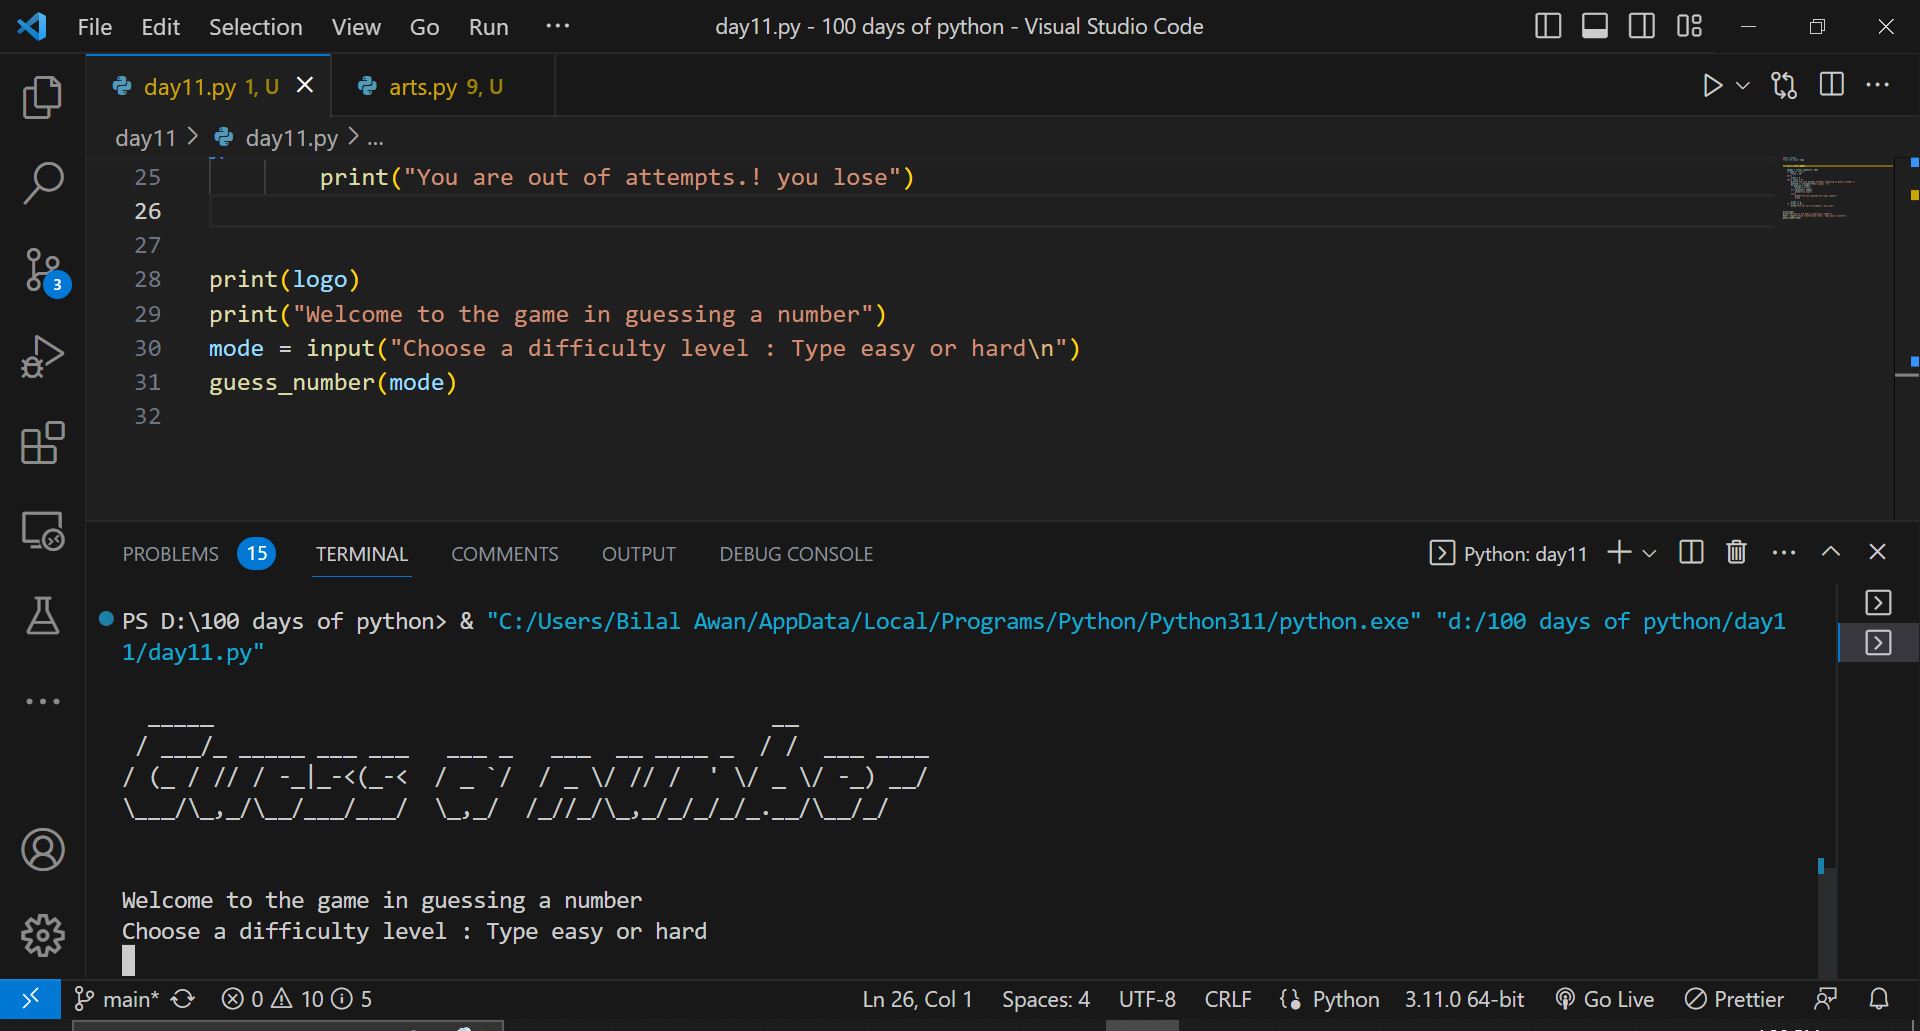 File Edit Selection View Go Run ··· day11.py - 100 days of python - Visual Studio Code
day11.py 1, U arts.py 9, U
day11 > day11.py > ...
25 print("You are out of attempts.! you lose")
26
27
28 print(logo)
29 print("Welcome to the game in guessing a number")
30 mode = input("Choose a difficulty level : Type easy or hard\n")
31 guess_number(mode)
32
3
PROBLEMS 15 TERMINAL COMMENTS OUTPUT DEBUG CONSOLE Python: day11
PS D:\100 days of python> & "C:/Users/Bilal Awan/AppData/Local/Programs/Python/Python311/python.exe" "d:/100 days of python/day1
1/day11.py"
Guess a number
Welcome to the game in guessing a number
Choose a difficulty level : Type easy or hard
main* 0 10 5 Ln 26, Col 1 Spaces: 4 UTF-8 CRLF Python 3.11.0 64-bit Go Live Prettier